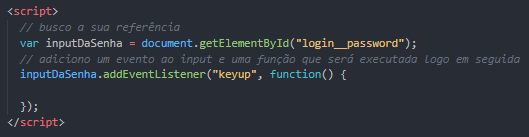 <script>
// busco a sua referência
var inputDaSenha = document.getElementById("login__password");
// adiciono um evento ao input e uma função que será executada logo em seguida
inputDaSenha.addEventListener("keyup", function() {
});
</script>